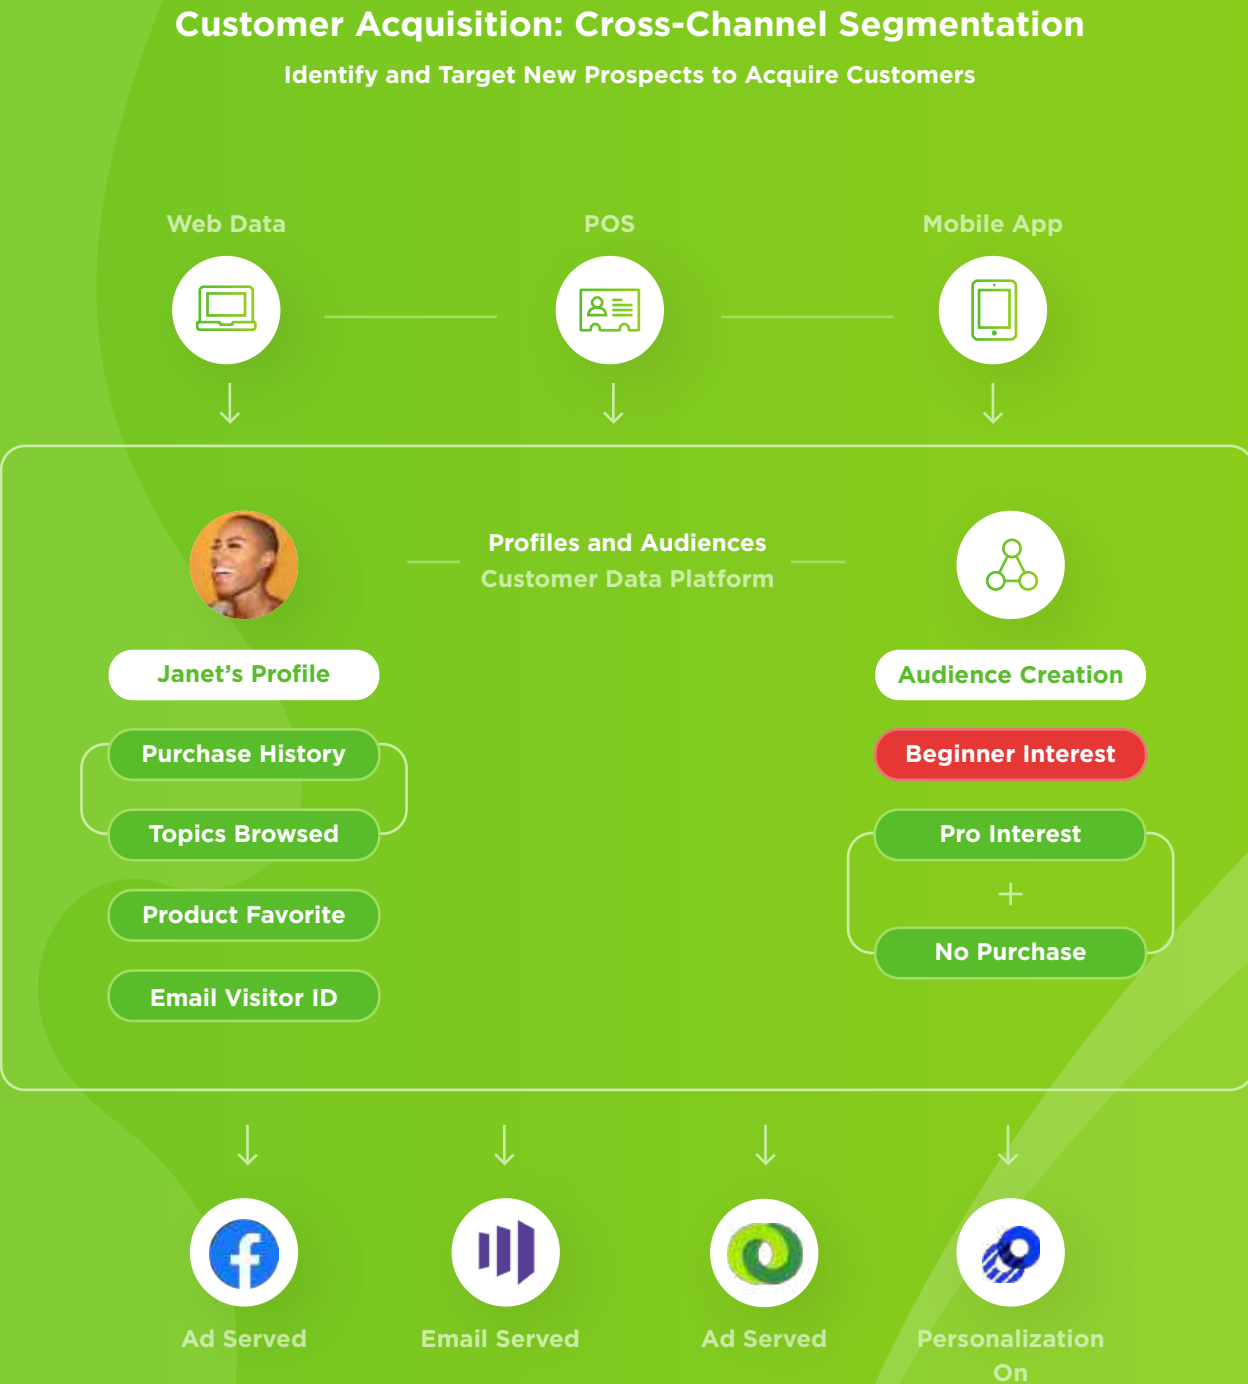 Customer Acquisition: Cross-Channel Segmentation
Identify and Target New Prospects to Acquire Customers
Web Data
POS
Mobile App
Profiles and Audiences
Customer Data Platform
Janet’s Profile
Purchase History
Topics Browsed
Product Favorite
Email Visitor ID
Audience Creation
Beginner Interest
Pro Interest
+
No Purchase
Ad Served
Email Served
Ad Served
Personalization
On